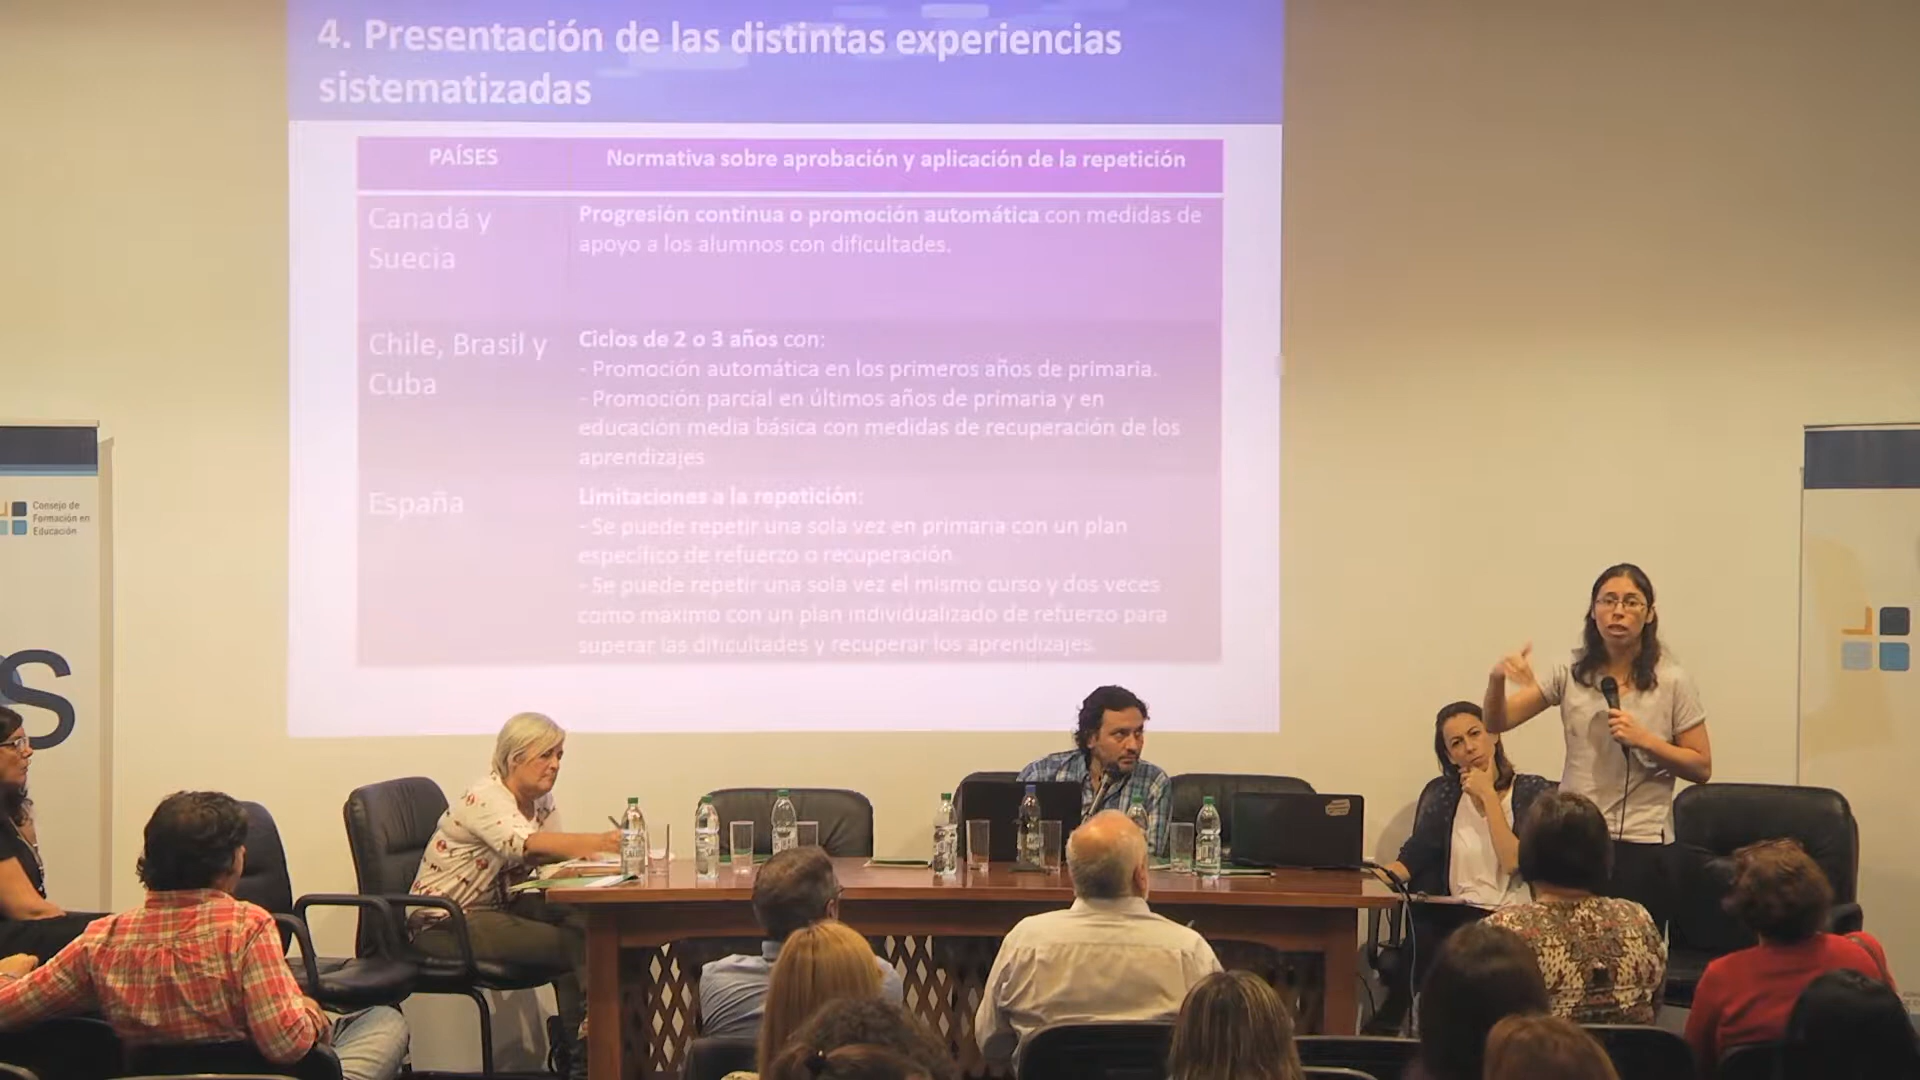 4. Presentación de las distintas experiencias
sistematizadas
PAÍSES
Normativa sobre aprobación y aplicación de la repetición
Canadá y
Suecia
Progresión continua o promoción automática con medidas de
apoyo a los alumnos con dificultades.
Chile, Brasil y
Cuba
Ciclos de 2 o 3 años con:
- Promoción automática en los primeros años de primaria.
- Promoción parcial en últimos años de primaria y en
educación media básica con medidas de recuperación de los
aprendizajes
España
Limitaciones a la repetición:
- Se puede repetir una sola vez en primaria con un plan
específico de refuerzo o recuperación
- Se puede repetir una sola vez el mismo curso y dos veces
como máximo con un plan individualizado de refuerzo para
superar las dificultades y recuperar los aprendizajes.
Consejo de
Formación en
Educación
s